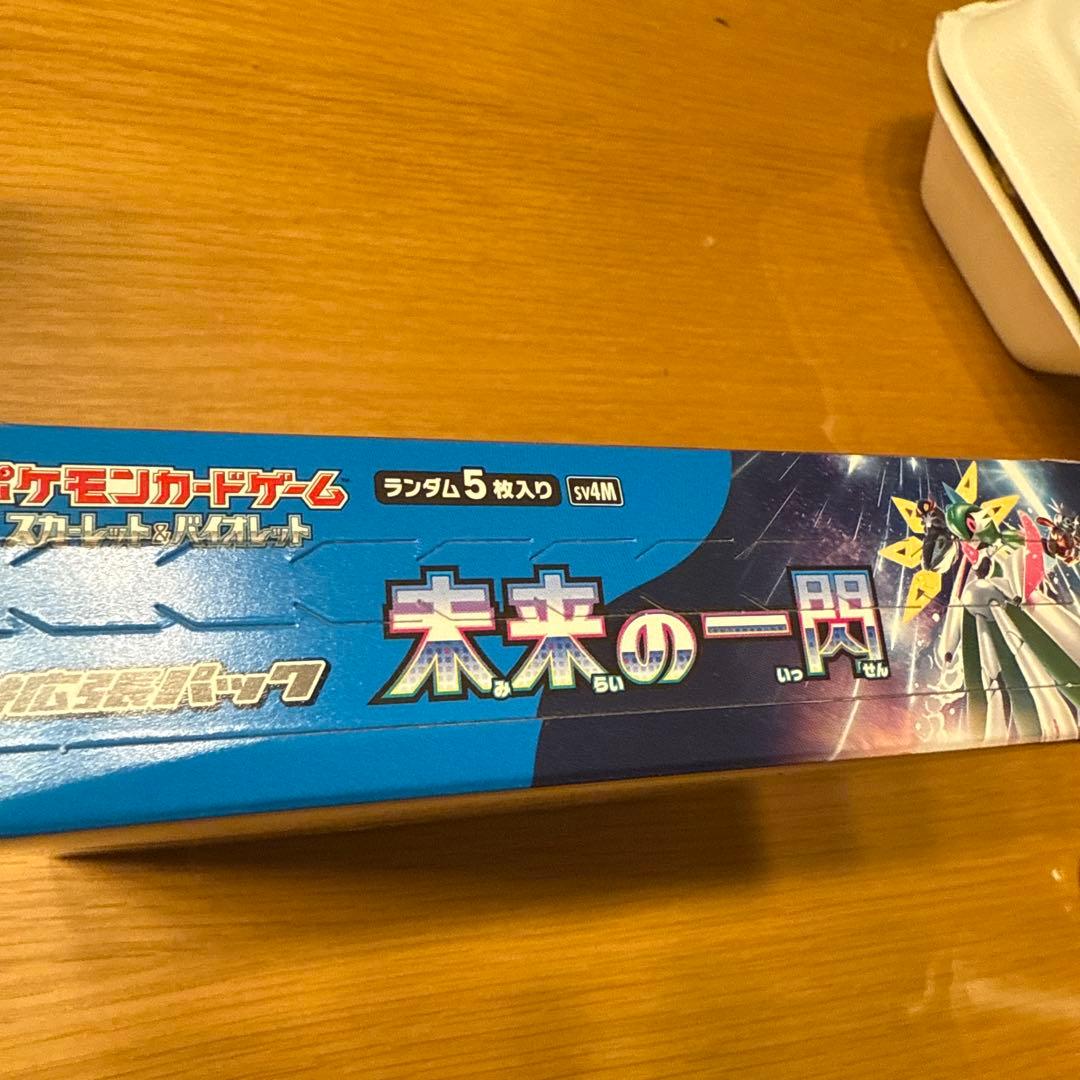 ポケモンカードゲーム
スカーレット&バイオレット
ランダム5枚入り
sv4M
拡張パック
未来の一閃
み らい いっ せん